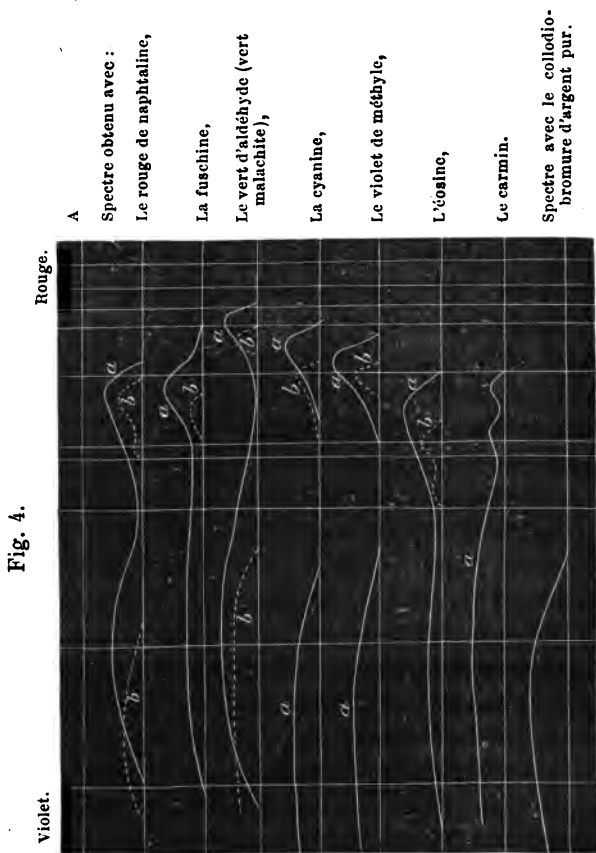 Fig. 4.
Violet.
Rouge.
A
Spectre obtenu avec :
Le rouge de naphtaline,
La fuschine,
Le vert d'aldéhyde (vert
malachite),
La cyanine,
Le violet de méthyle,
L'éosine,
Le carmin.
Spectre avec le collodio-
bromure d'argent pur.
a
b
b
a
b
a
b
b
a
b
a
a
b
a
a
b
a